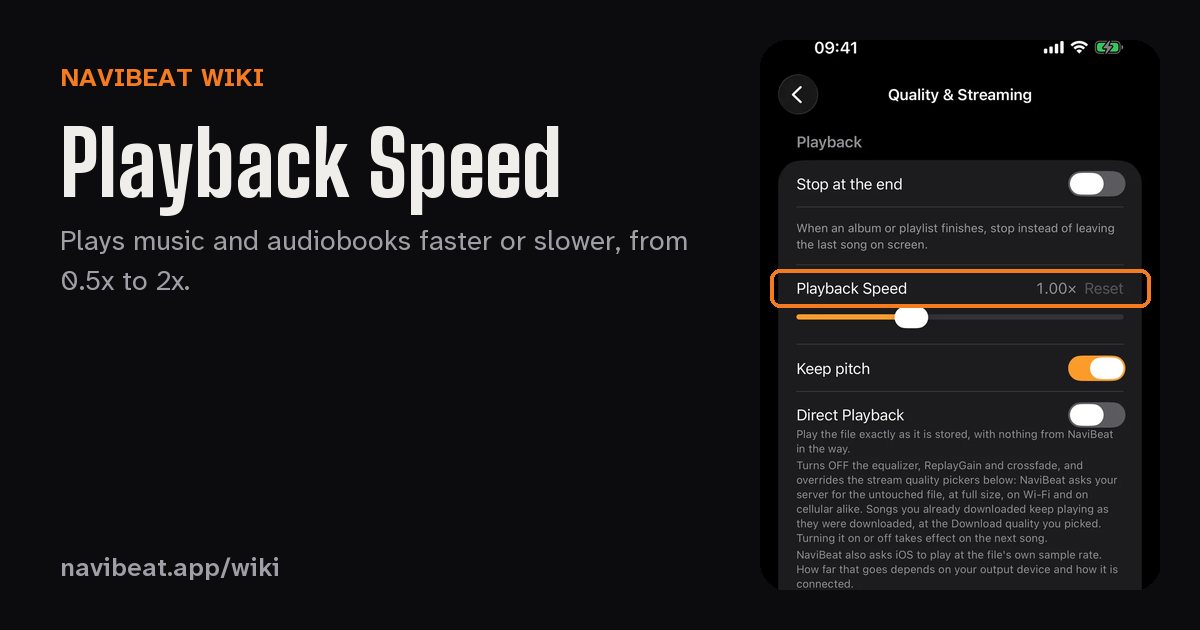 NAVIBEAT WIKI
Playback Speed
Plays music and audiobooks faster or slower, from
0.5x to 2x.
navibeat.app/wiki
09:41
Quality & Streaming
Playback
Stop at the end
When an album or playlist finishes, stop instead of leaving
the last song on screen.
Playback Speed 1.00× Reset
Keep pitch
Direct Playback
Play the file exactly as it is stored, with nothing from NaviBeat
in the way.
Turns OFF the equalizer, ReplayGain and crossfade, and
overrides the stream quality pickers below: NaviBeat asks your
server for the untouched file, at full size, on Wi-Fi and on
cellular alike. Songs you already downloaded keep playing as
they were downloaded, at the Download quality you picked.
Turning it on or off takes effect on the next song.
NaviBeat also asks iOS to play at the file's own sample rate.
How far that goes depends on your output device and how it is
connected.